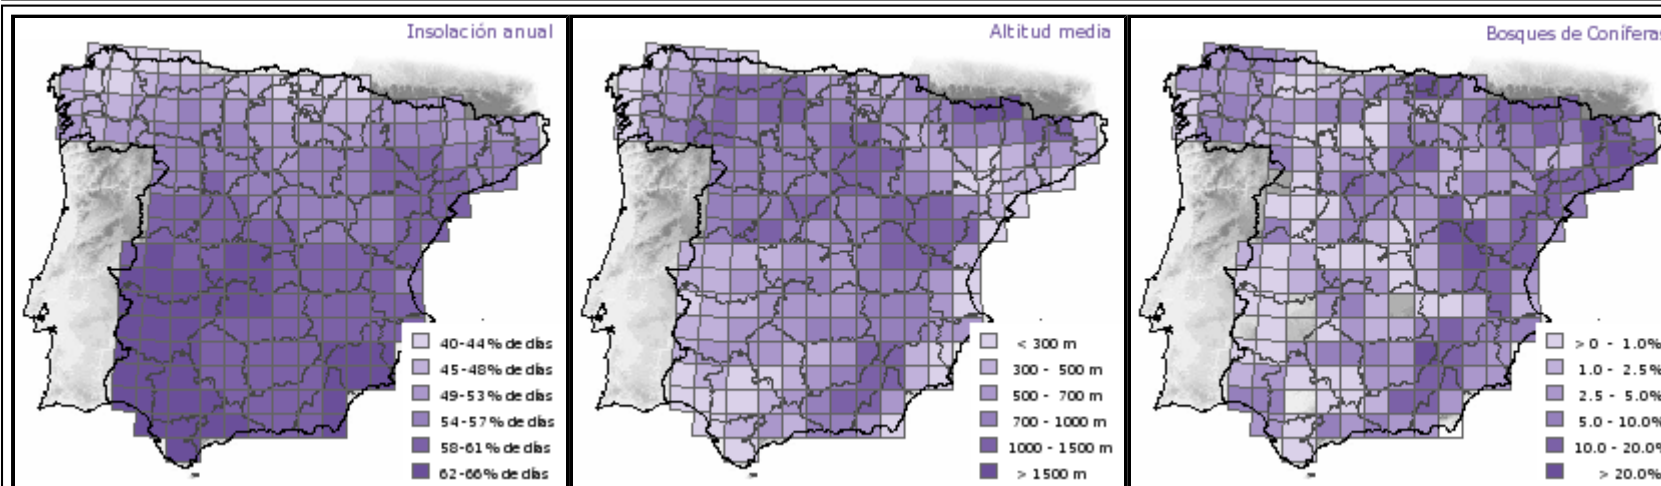 Insolación anual
40-44% de días
45-48% de días
49-53% de días
54-57% de días
58-61% de días
62-66% de días
Altitud media
< 300 m
300 - 500 m
500 - 700 m
700 - 1000 m
1000 - 1500 m
> 1500 m
Bosques de Coníferas
> 0 - 1.0%
1.0 - 2.5%
2.5 - 5.0%
5.0 - 10.0%
10.0 - 20.0%
> 20.0%